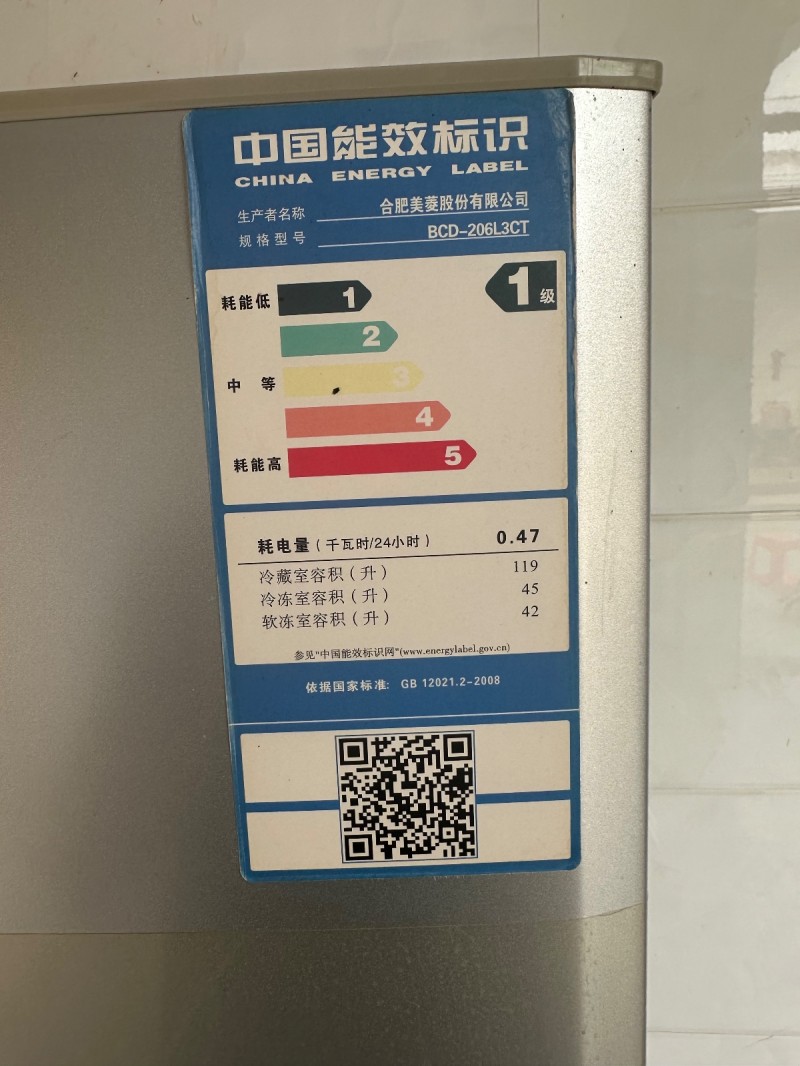 中国能效标识
CHINA ENERGY LABEL
生产者名称 合肥美菱股份有限公司
规格型号 BCD-206L3CT
耗能低 1 1级
2
中等 3
4
耗能高 5
耗电量(千瓦时/24小时) 0.47
冷藏室容积(升) 119
冷冻室容积(升) 45
软冻室容积(升) 42
参见"中国能效标识网"(www.energylabel.gov.cn)
依据国家标准: GB 12021.2-2008